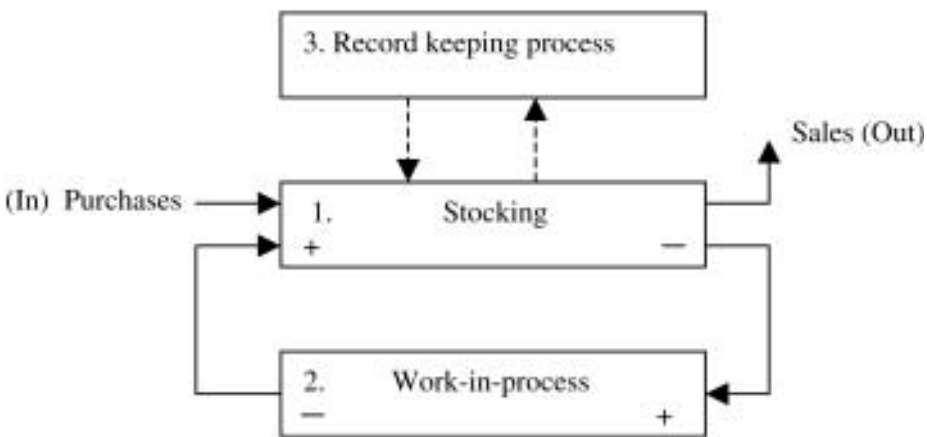 3. Record keeping process
Sales (Out)
(In) Purchases
1. Stocking
+ —
2. Work-in-process
— +